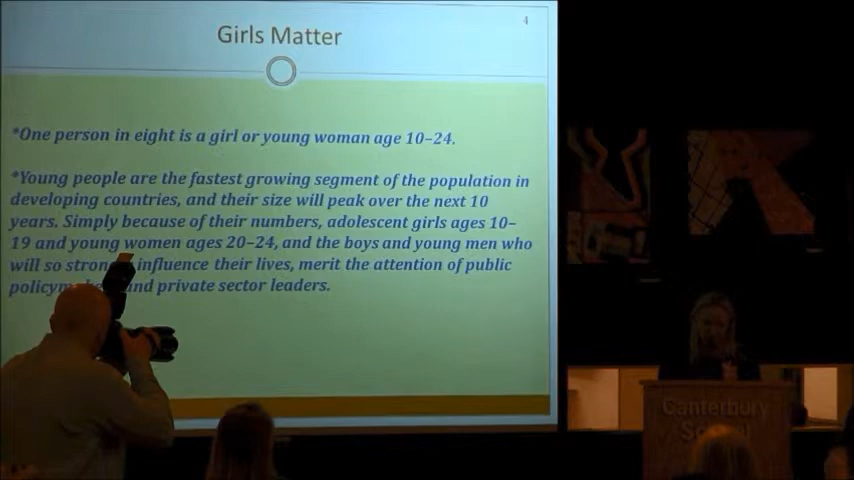 4
Girls Matter
*One person in eight is a girl or young woman age 10–24.
*Young people are the fastest growing segment of the population in
developing countries, and their size will peak over the next 10
years. Simply because of their numbers, adolescent girls ages 10–
19 and young women ages 20–24, and the boys and young men who
will so influence their lives, merit the attention of public
and private sector leaders.
Canterbury